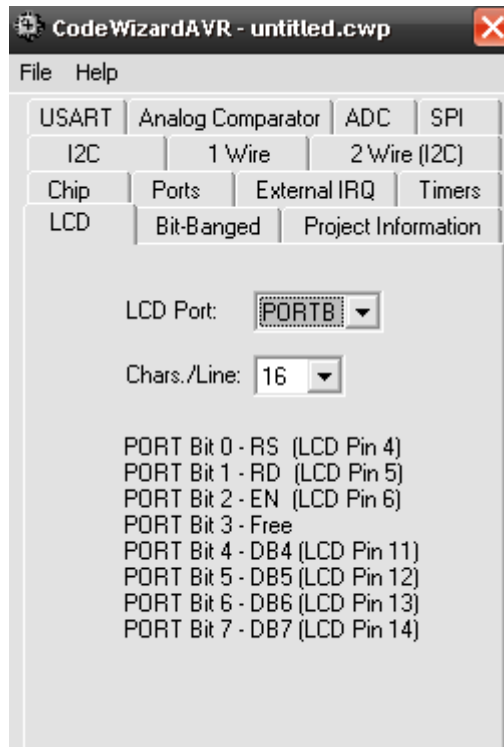 CodeWizardAVR - untitled.cwp
File Help
USART Analog Comparator ADC SPI
I2C 1 Wire 2 Wire (I2C)
Chip Ports External IRQ Timers
LCD Bit-Banged Project Information
LCD Port: PORTB
Chars./Line: 16
PORT Bit 0 - RS (LCD Pin 4)
PORT Bit 1 - RD (LCD Pin 5)
PORT Bit 2 - EN (LCD Pin 6)
PORT Bit 3 - Free
PORT Bit 4 - DB4 (LCD Pin 11)
PORT Bit 5 - DB5 (LCD Pin 12)
PORT Bit 6 - DB6 (LCD Pin 13)
PORT Bit 7 - DB7 (LCD Pin 14)